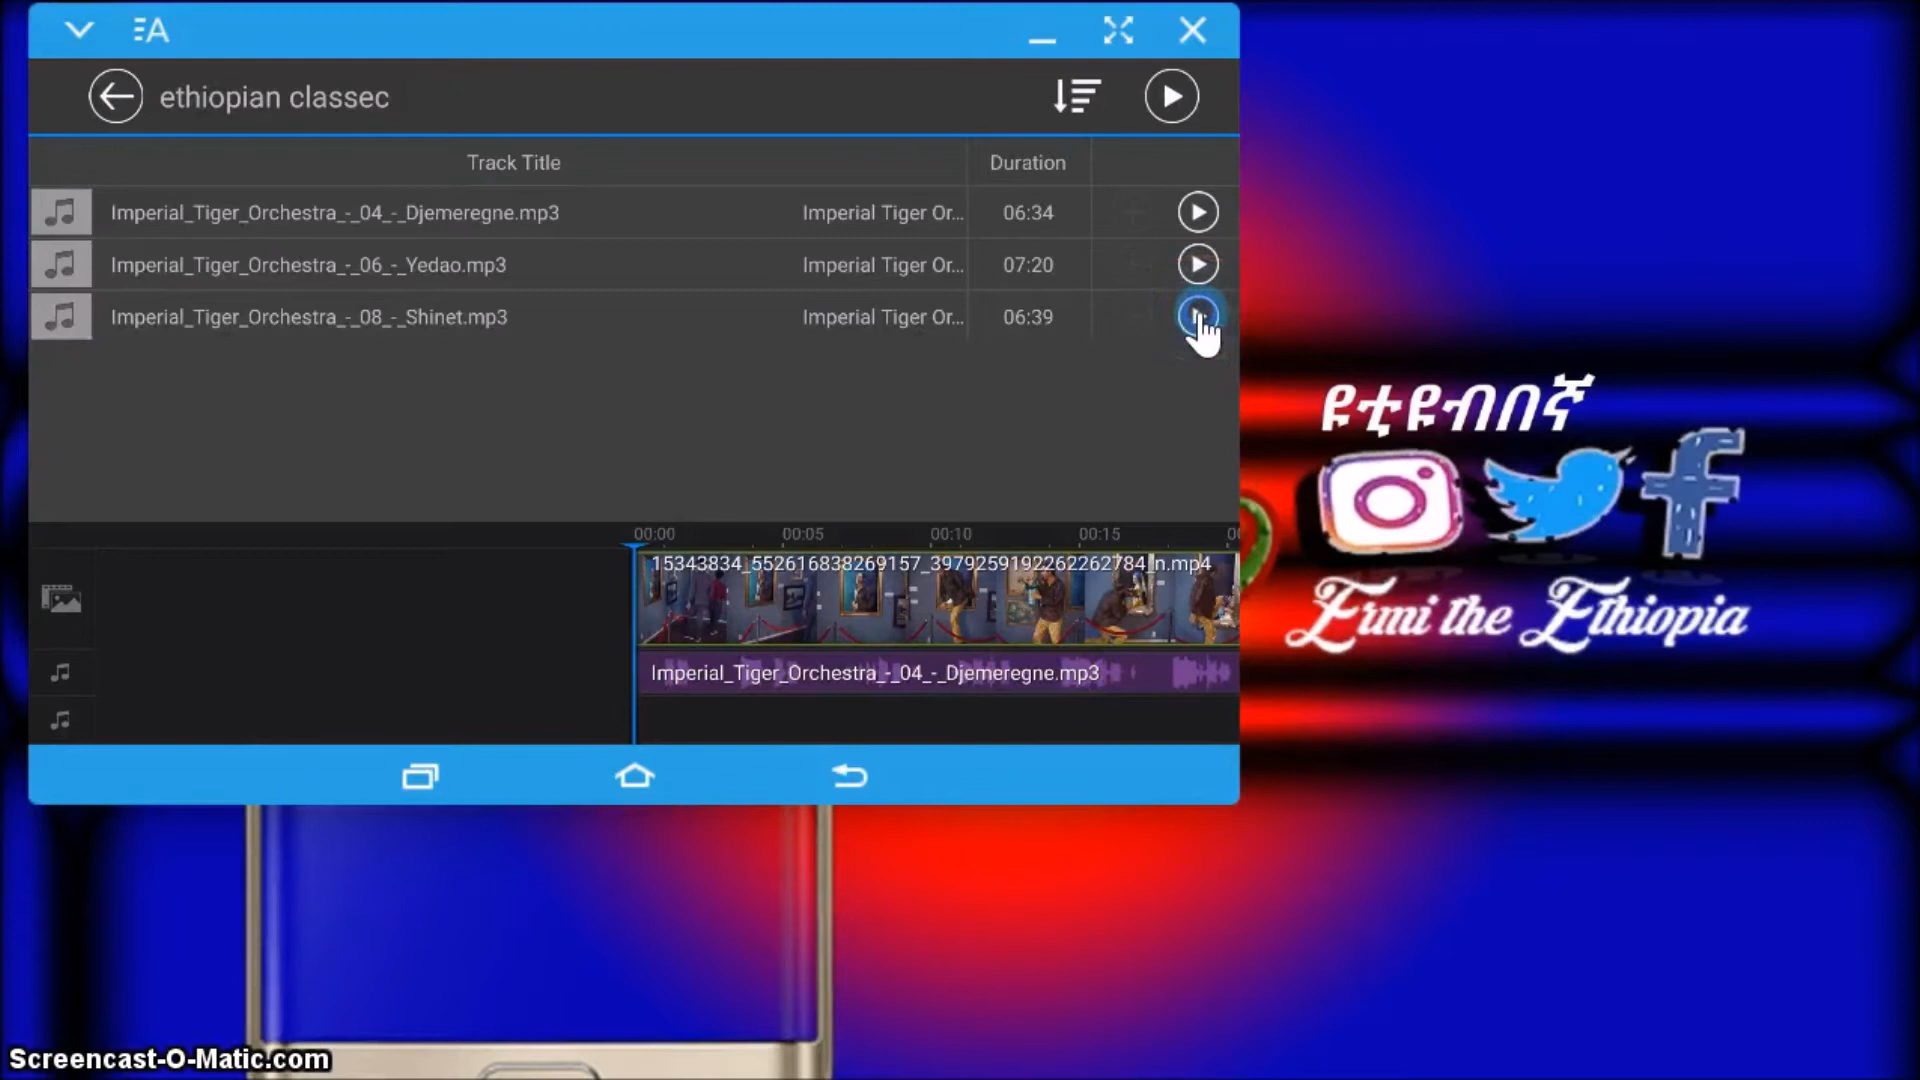 ΞA
ethiopian classec
Track Title Duration
Imperial_Tiger_Orchestra_-_04_-_Djemeregne.mp3 Imperial Tiger Or... 06:34
Imperial_Tiger_Orchestra_-_06_-_Yedao.mp3 Imperial Tiger Or... 07:20
Imperial_Tiger_Orchestra_-_08_-_Shinet.mp3 Imperial Tiger Or... 06:39
00:00 00:05 00:10 00:15
15343834_552616838269157_3979259192262262784_n.mp4
Imperial_Tiger_Orchestra_-_04_-_Djemeregne.mp3
ዩቲዩብበኛ
Ermi the Ethiopia
Screencast-O-Matic.com